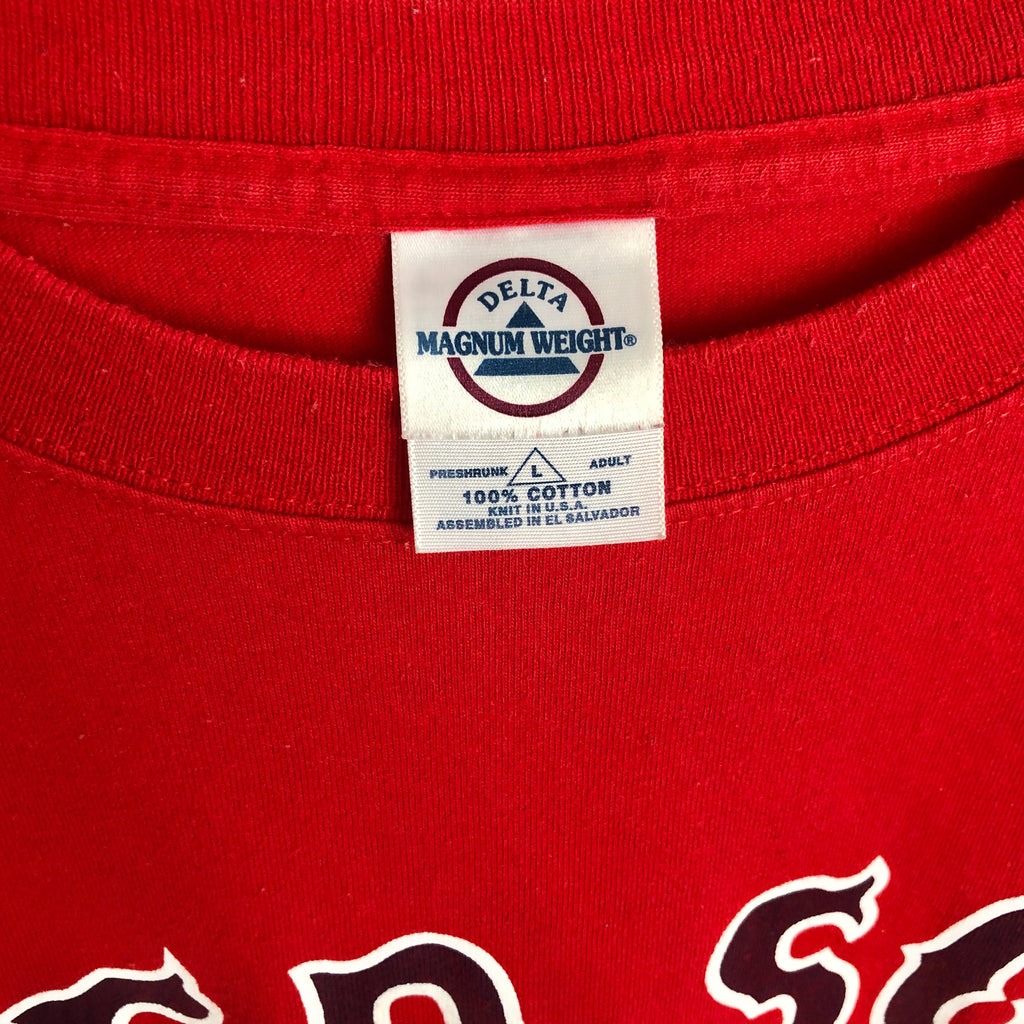 DELTA
MAGNUM WEIGHT®
PRESHRUNK L ADULT
100% COTTON
KNIT IN U.S.A.
ASSEMBLED IN EL SALVADOR